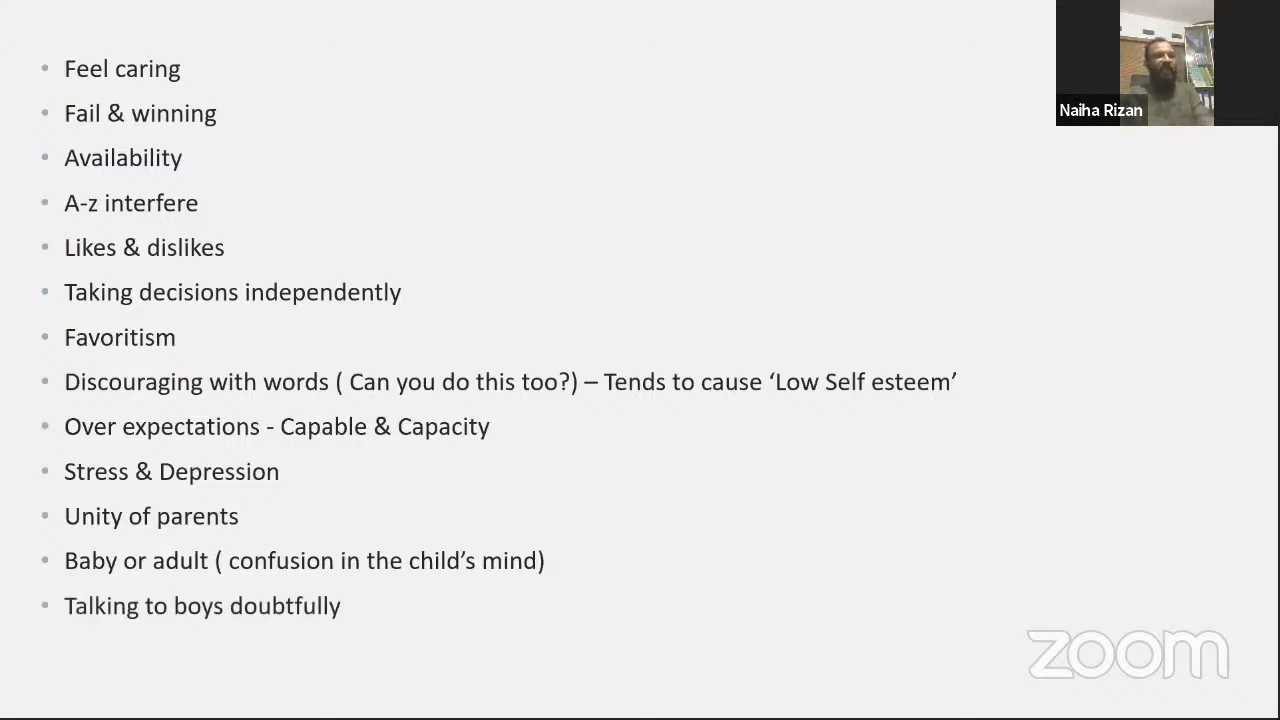 Feel caring
Fail & winning
Availability
A-z interfere
Likes & dislikes
Taking decisions independently
Favoritism
Discouraging with words ( Can you do this too?) – Tends to cause ‘Low Self esteem’
Over expectations - Capable & Capacity
Stress & Depression
Unity of parents
Baby or adult ( confusion in the child’s mind)
Talking to boys doubtfully
Naiha Rizan
zoom